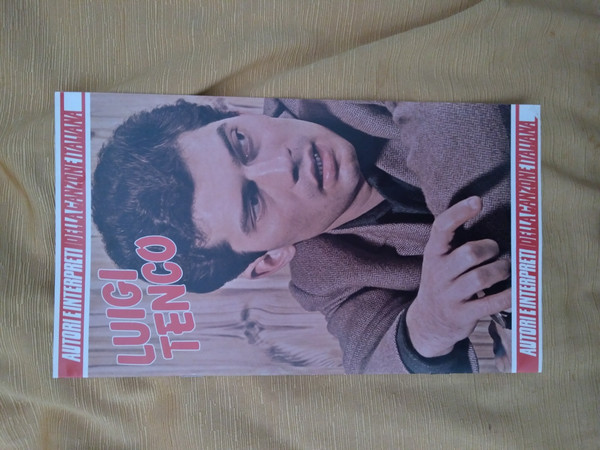 AUTORI E INTERPRETI DELLA CANZONE ITALIANA
LUIGI
TENCO
AUTORI E INTERPRETI DELLA CANZONE ITALIANA